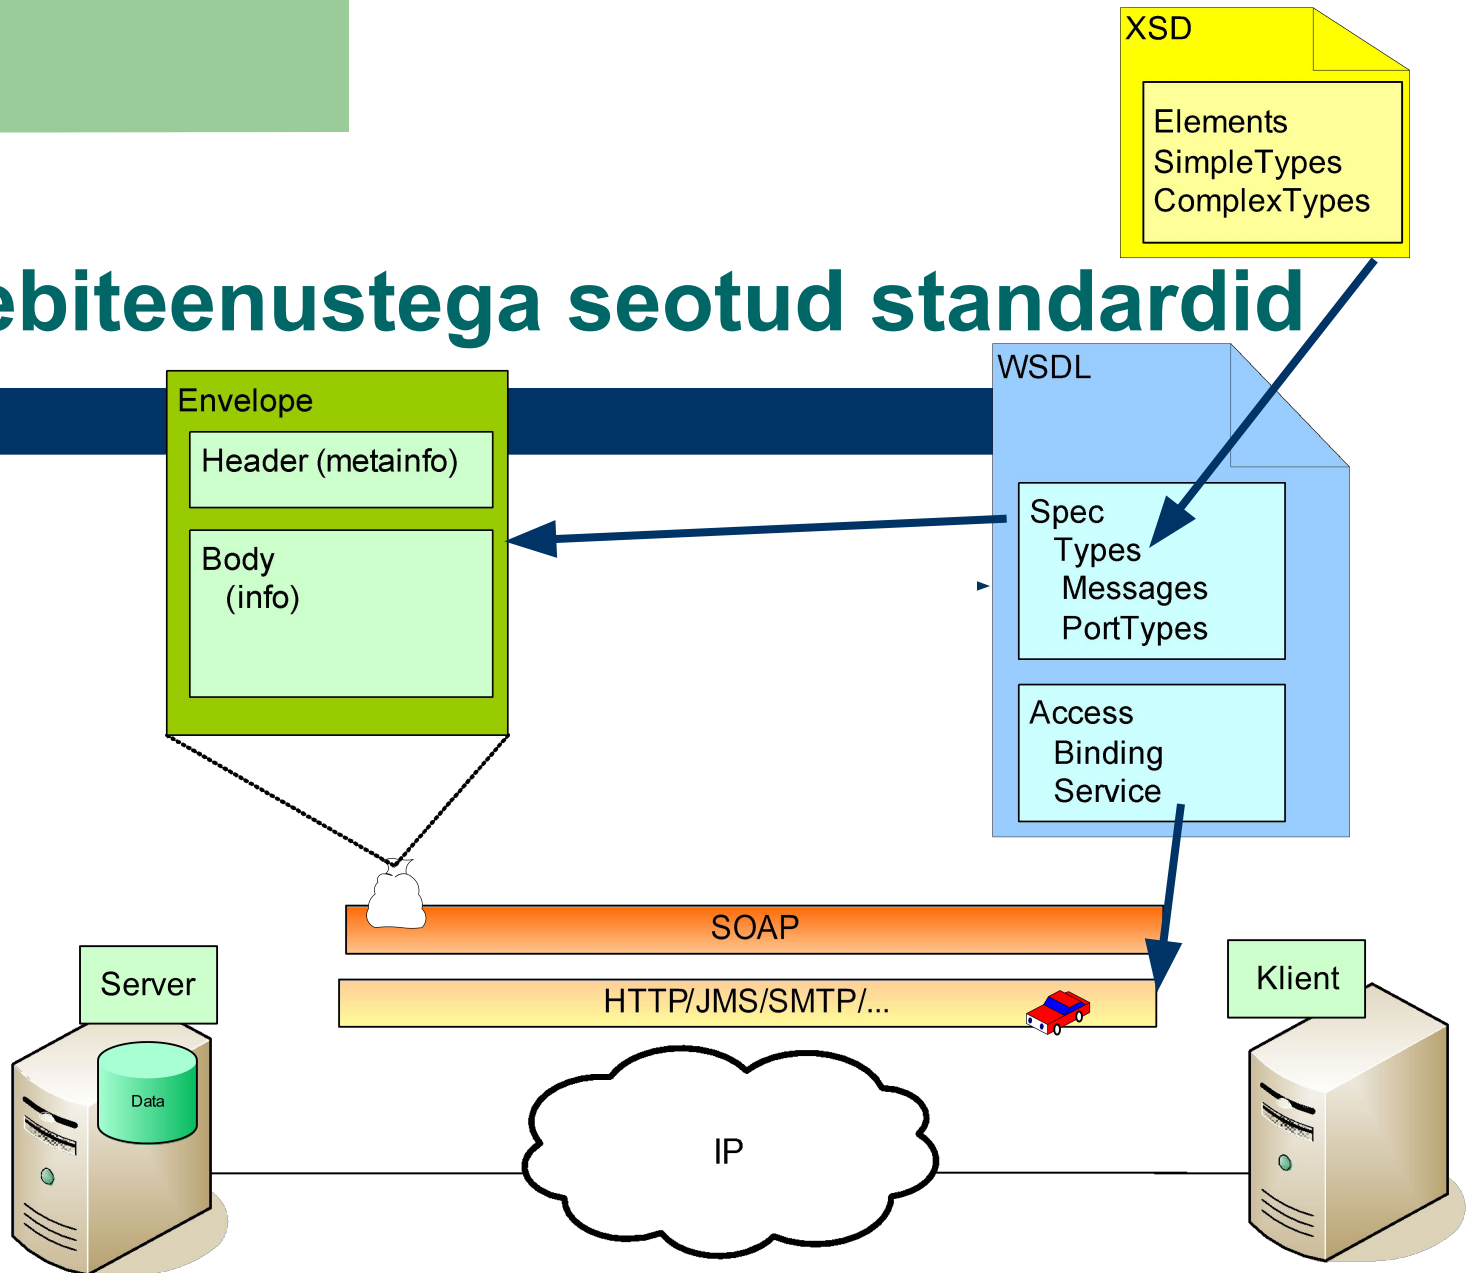 XSD
Elements
SimpleTypes
ComplexTypes
ebiteenustega seotud standardid
Envelope
Header (metainfo)
Body
(info)
WSDL
Spec
Types
Messages
PortTypes
Access
Binding
Service
SOAP
HTTP/JMS/SMTP/...
Server
Data
IP
Klient